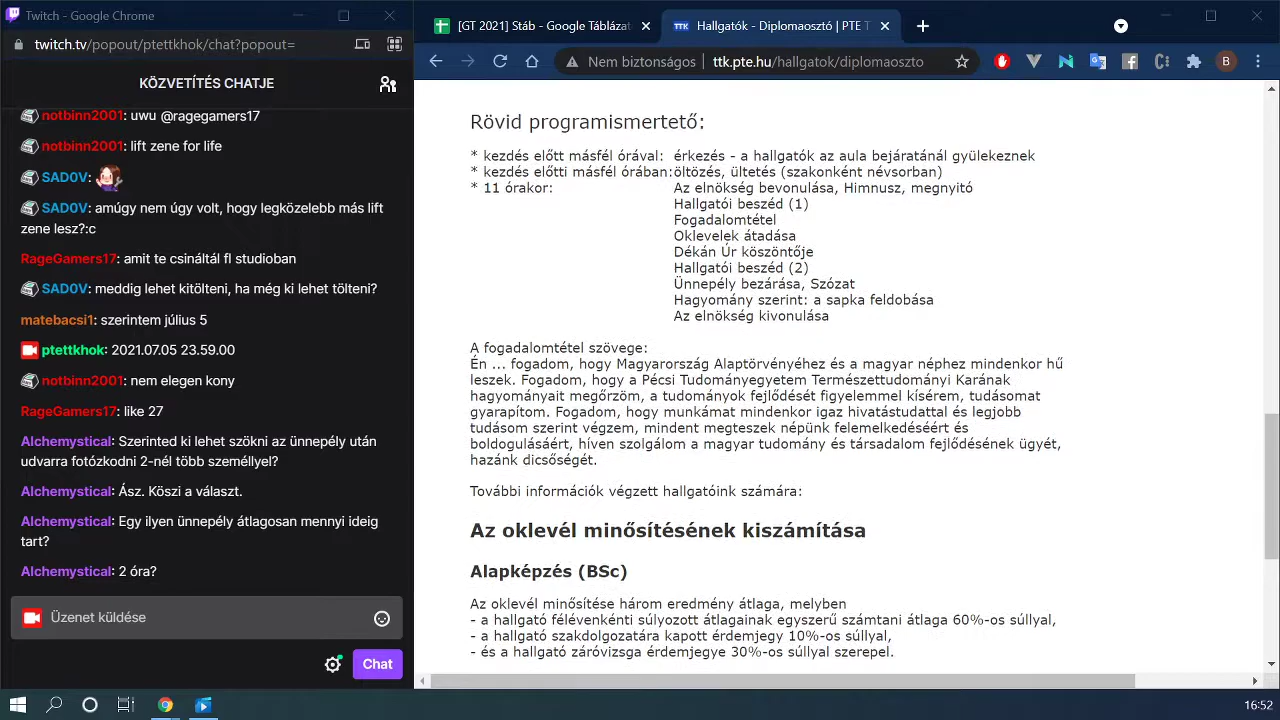 Twitch - Google Chrome
twitch.tv/popout/ptettkhok/chat?popout=
KÖZVETÍTÉS CHATJE
notbinn2001: uwu @ragegamers17
notbinn2001: lift zene for life
SAD0V:
SAD0V: amúgy nem úgy volt, hogy legközelebb más lift
zene lesz?:c
RageGamers17: amit te csináltál fl studioban
SAD0V: meddig lehet kitölteni, ha még ki lehet tölteni?
matebacsi1: szerintem július 5
ptettkhok: 2021.07.05 23.59.00
notbinn2001: nem elegen kony
RageGamers17: like 27
Alchemystical: Szerinted ki lehet szökni az ünnepély után
udvarra fotózkodni 2-nél több személlyel?
Alchemystical: Ász. Köszi a választ.
Alchemystical: Egy ilyen ünnepély átlagosan mennyi ideig
tart?
Alchemystical: 2 óra?
Üzenet küldése
Chat
[GT 2021] Stáb - Google Táblázat
TTK Hallgatók - Diplomaosztó | PTE T
Nem biztonságos ttk.pte.hu/hallgatok/diplomaoszto
B
Rövid programismertető:
* kezdés előtt másfél órával: érkezés - a hallgatók az aula bejáratánál gyülekeznek
* kezdés előtti másfél órában: öltözés, ültetés (szakonként névsorban)
* 11 órakor: Az elnökség bevonulása, Himnusz, megnyitó
Hallgatói beszéd (1)
Fogadalomtétel
Oklevelek átadása
Dékán Úr köszöntője
Hallgatói beszéd (2)
Ünnepély bezárása, Szózat
Hagyomány szerint: a sapka feldobása
Az elnökség kivonulása
A fogadalomtétel szövege:
Én ... fogadom, hogy Magyarország Alaptörvényéhez és a magyar néphez mindenkor hű
leszek. Fogadom, hogy a Pécsi Tudományegyetem Természettudományi Karának
hagyományait megőrzöm, a tudományok fejlődését figyelemmel kísérem, tudásomat
gyarapítom. Fogadom, hogy munkámat mindenkor igaz hivatástudattal és legjobb
tudásom szerint végzem, mindent megteszek népünk felemelkedéséért és
boldogulásáért, híven szolgálom a magyar tudomány és társadalom fejlődésének ügyét,
hazánk dicsőségét.
További információk végzett hallgatóink számára:
Az oklevél minősítésének kiszámítása
Alapképzés (BSc)
Az oklevél minősítése három eredmény átlaga, melyben
- a hallgató félévenkénti súlyozott átlagainak egyszerű számtani átlaga 60%-os súllyal,
- a hallgató szakdolgozatára kapott érdemjegy 10%-os súllyal,
- és a hallgató záróvizsga érdemjegye 30%-os súllyal szerepel.
16:52